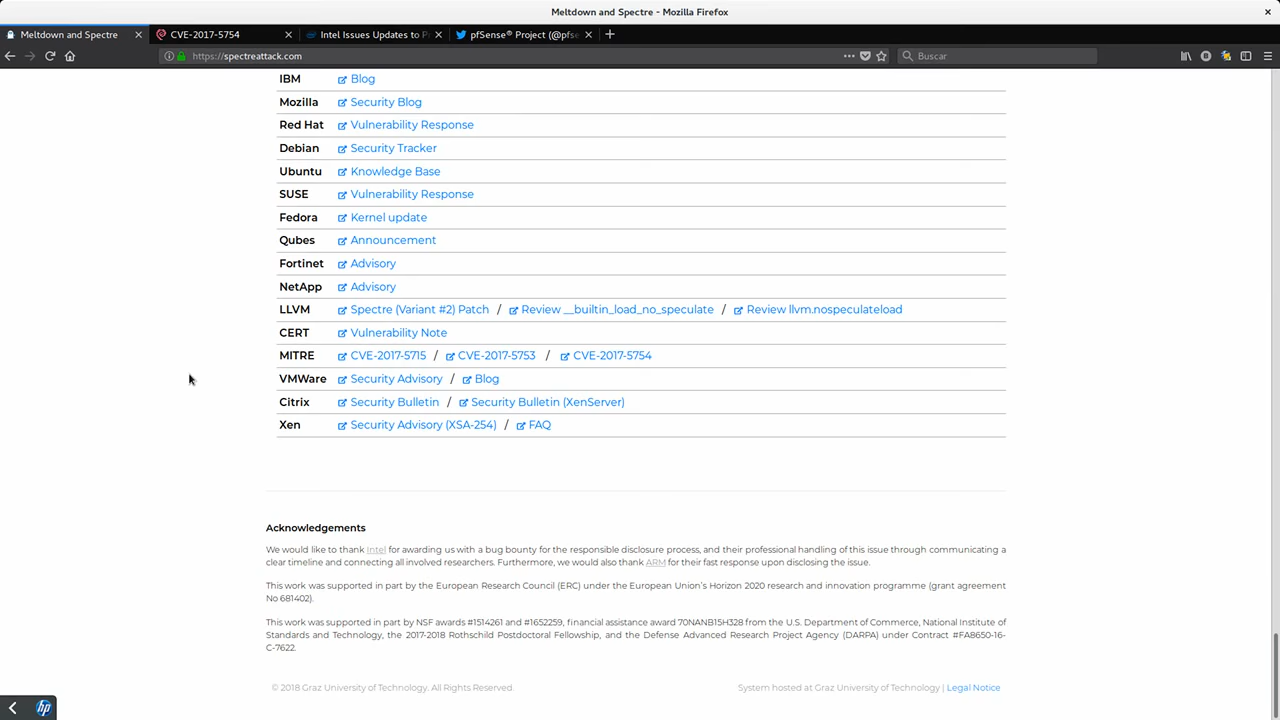 Meltdown and Spectre - Mozilla Firefox
Meltdown and Spectre
CVE-2017-5754
Intel Issues Updates to P
pfSense® Project (@pfse
https://spectreattack.com
Buscar
IBM Blog
Mozilla Security Blog
Red Hat Vulnerability Response
Debian Security Tracker
Ubuntu Knowledge Base
SUSE Vulnerability Response
Fedora Kernel update
Qubes Announcement
Fortinet Advisory
NetApp Advisory
LLVM Spectre (Variant #2) Patch / Review __builtin_load_no_speculate / Review llvm.nospeculateload
CERT Vulnerability Note
MITRE CVE-2017-5715 / CVE-2017-5753 / CVE-2017-5754
VMWare Security Advisory / Blog
Citrix Security Bulletin / Security Bulletin (XenServer)
Xen Security Advisory (XSA-254) / FAQ
Acknowledgements
We would like to thank Intel for awarding us with a bug bounty for the responsible disclosure process, and their professional handling of this issue through communicating a
clear timeline and connecting all involved researchers. Furthermore, we would also thank ARM for their fast response upon disclosing the issue.
This work was supported in part by the European Research Council (ERC) under the European Union's Horizon 2020 research and innovation programme (grant agreement
No 681402).
This work was supported in part by NSF awards #1514261 and #1652259, financial assistance award 70NANB15H328 from the U.S. Department of Commerce, National Institute of
Standards and Technology, the 2017-2018 Rothschild Postdoctoral Fellowship, and the Defense Advanced Research Project Agency (DARPA) under Contract #FA8650-16-
C-7622.
© 2018 Graz University of Technology. All Rights Reserved.
System hosted at Graz University of Technology | Legal Notice
hp